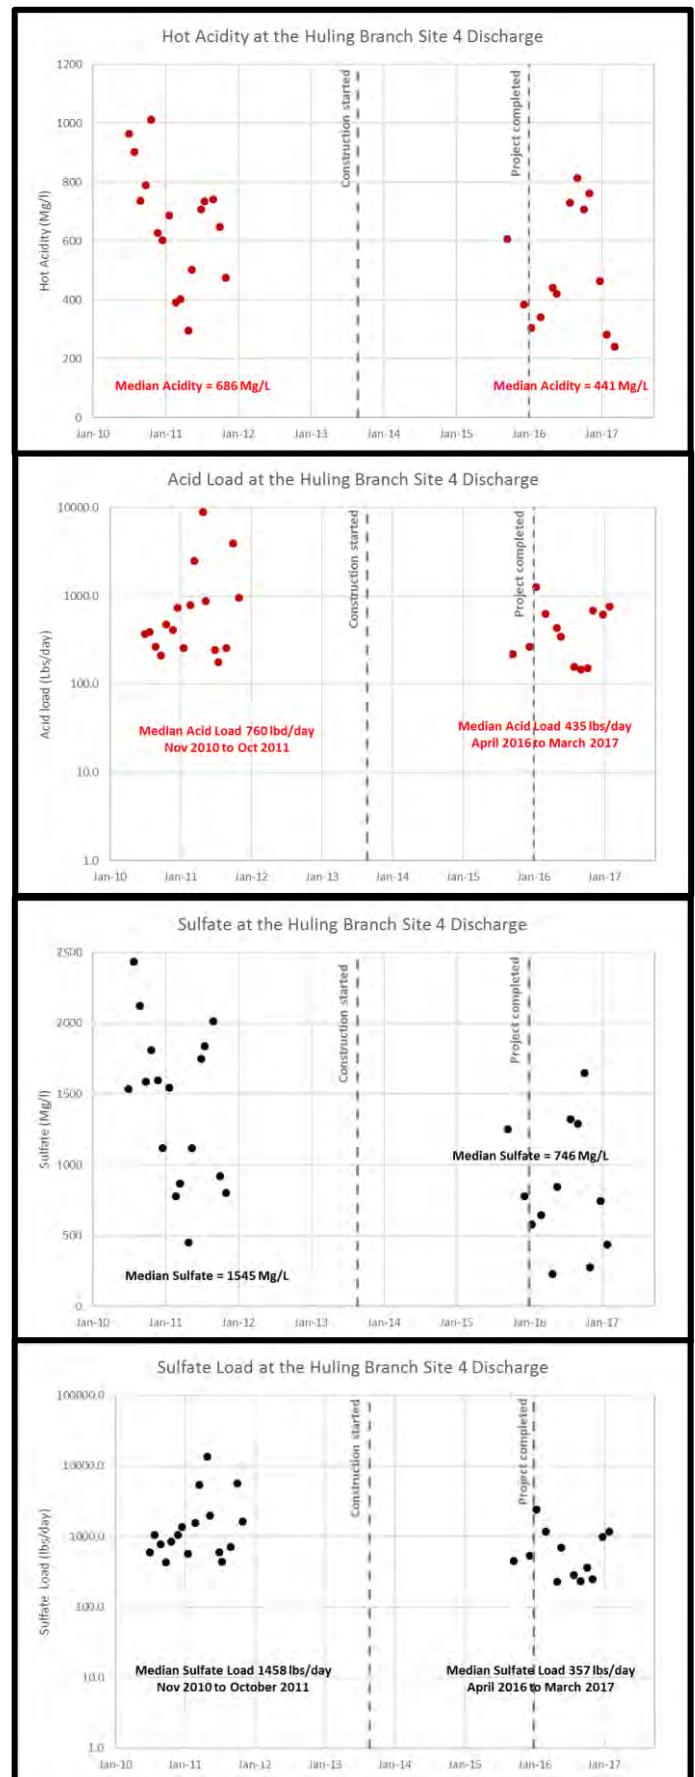 Hot Acidity at the Huling Branch Site 4 Discharge
Hot Acidity (Mg/l)
1200
1000
800
600
400
200
0
Construction started
Project completed
Median Acidity = 686 Mg/L
Median Acidity = 441 Mg/L
Jan-10 Jan-11 Jan-12 Jan-13 Jan-14 Jan-15 Jan-16 Jan-17
Acid Load at the Huling Branch Site 4 Discharge
Acid load (Lbs/day)
10000.0
1000.0
100.0
10.0
1.0
Construction started
Project completed
Median Acid Load 760 lbd/day
Nov 2010 to Oct 2011
Median Acid Load 435 lbs/day
April 2016 to March 2017
Jan-10 Jan-11 Jan-12 Jan-13 Jan-14 Jan-15 Jan-16 Jan-17
Sulfate at the Huling Branch Site 4 Discharge
Sulfate (Mg/l)
2500
2000
1500
1000
500
0
Construction started
Project completed
Median Sulfate = 746 Mg/L
Median Sulfate = 1545 Mg/L
Jan-10 Jan-11 Jan-12 Jan-13 Jan-14 Jan-15 Jan-16 Jan-17
Sulfate Load at the Huling Branch Site 4 Discharge
Sulfate Load (lbs/day)
100000.0
10000.0
1000.0
100.0
10.0
1.0
Construction started
Project completed
Median Sulfate Load 1458 lbs/day
Nov 2010 to October 2011
Median Sulfate Load 357 lbs/day
April 2016 to March 2017
Jan-10 Jan-11 Jan-12 Jan-13 Jan-14 Jan-15 Jan-16 Jan-17